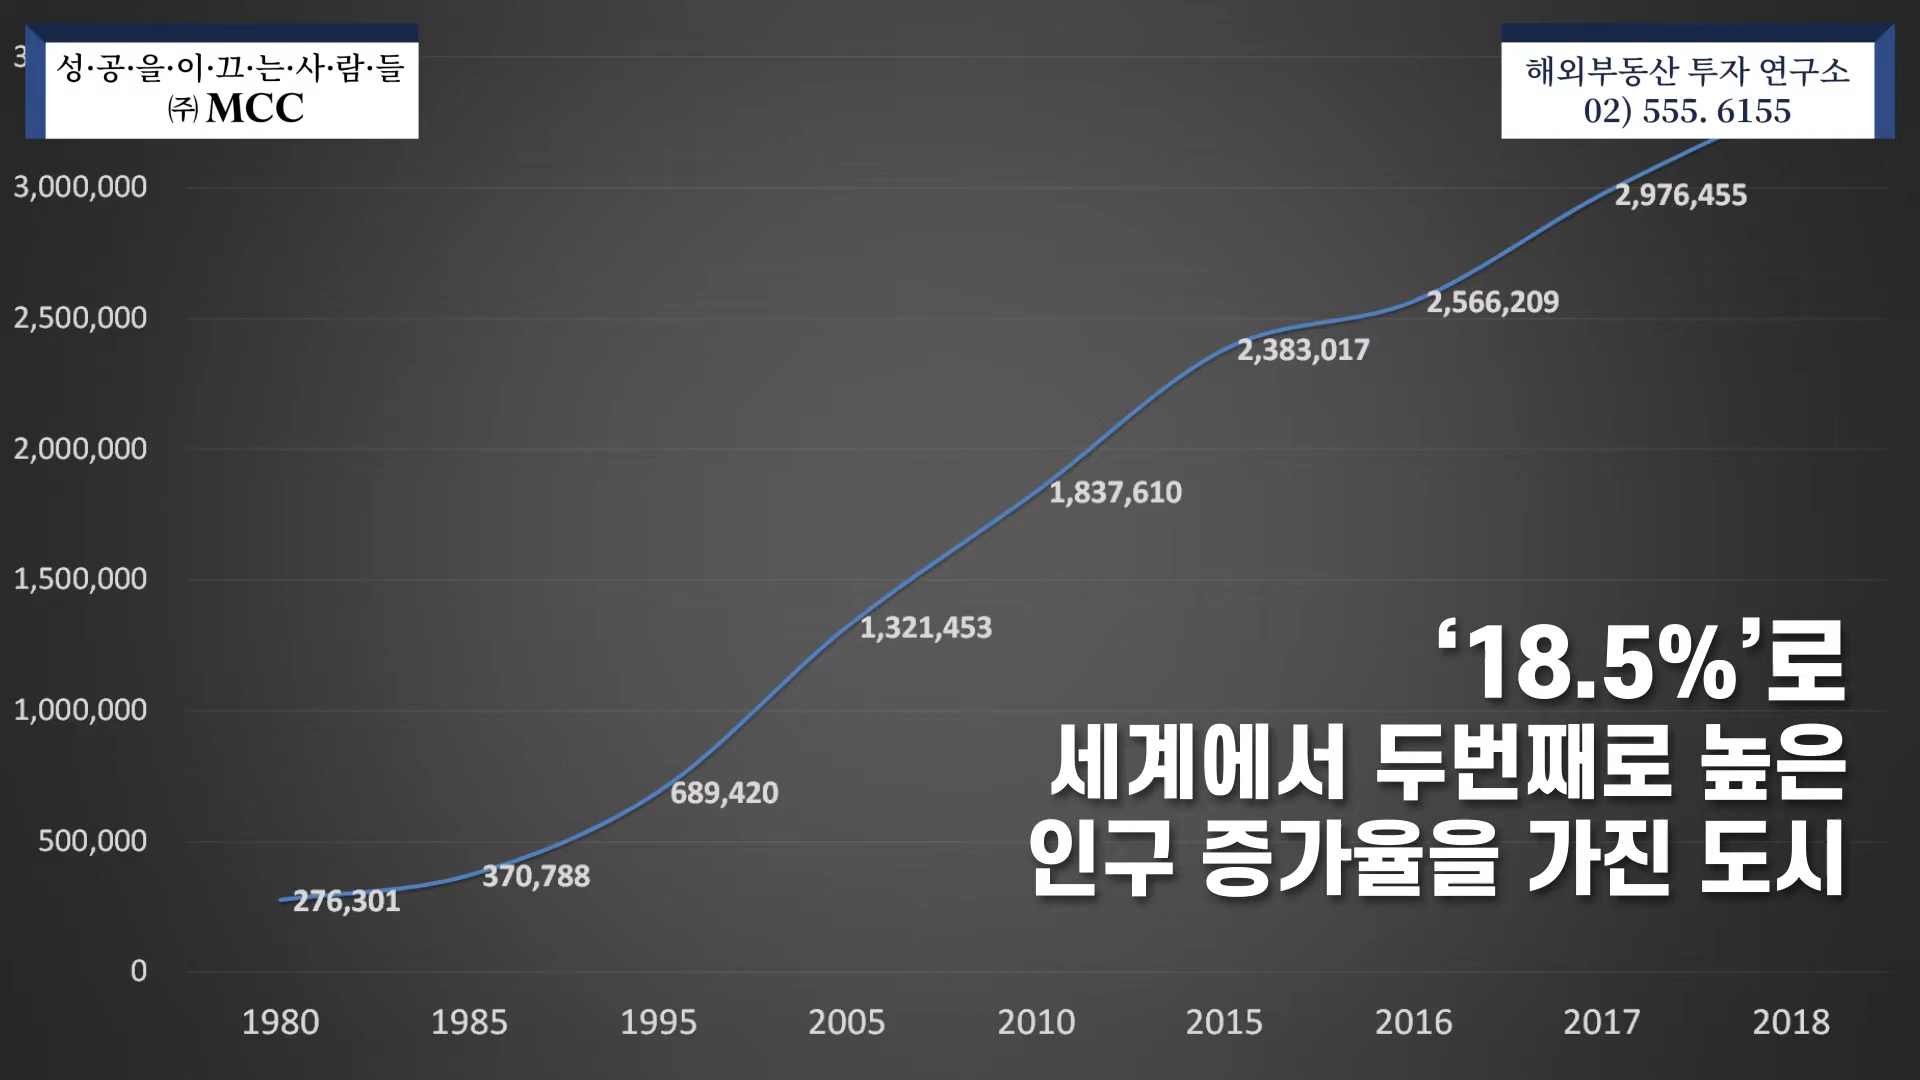 성·공·을·이·끄·는·사·람·들
㈜ MCC
해외부동산 투자 연구소
02) 555. 6155
3,000,000
2,976,455
2,500,000
2,566,209
2,383,017
2,000,000
1,837,610
1,500,000
1,321,453
‘18.5%’로
세계에서 두번째로 높은
인구 증가율을 가진 도시
1,000,000
689,420
500,000
370,788
276,301
0
1980 1985 1995 2005 2010 2015 2016 2017 2018